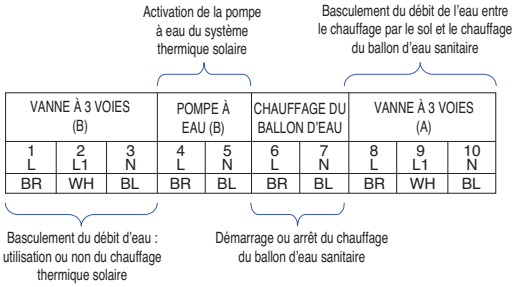 Activation de la pompe
à eau du système
thermique solaire
Basculement du débit de l'eau entre
le chauffage par le sol et le chauffage
du ballon d'eau sanitaire
VANNE À 3 VOIES
(B)
POMPE À
EAU (B)
CHAUFFAGE DU
BALLON D'EAU
VANNE À 3 VOIES
(A)
1 2 3 4 5 6 7 8 9 10
L L1 N L N L N L L1 N
BR WH BL BR BL BR BL BR WH BL
Basculement du débit d'eau :
utilisation ou non du chauffage
thermique solaire
Démarrage ou arrêt du chauffage
du ballon d'eau sanitaire